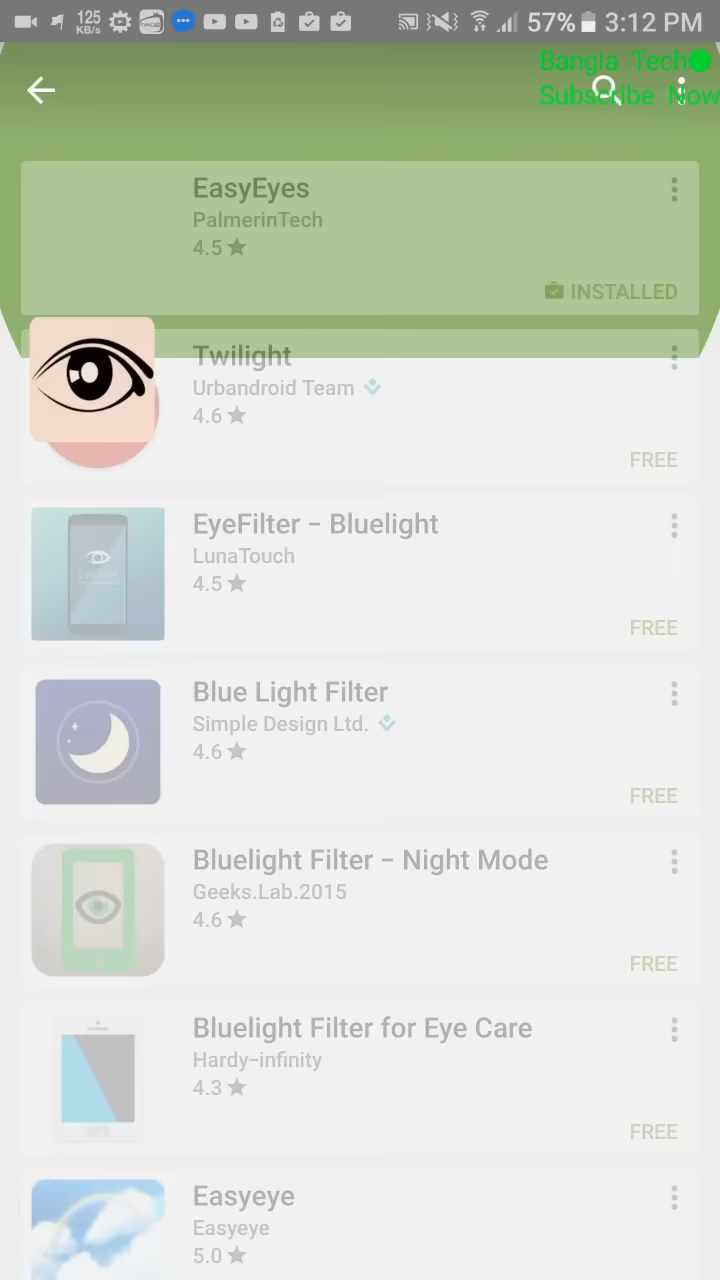 125 KB/s 57% 3:12 PM
Bangla Tech
Subscribe Now
EasyEyes
PalmerinTech
4.5
INSTALLED
Twilight
Urbandroid Team
4.6
FREE
EyeFilter - Bluelight
LunaTouch
4.5
FREE
Blue Light Filter
Simple Design Ltd.
4.6
FREE
Bluelight Filter - Night Mode
Geeks.Lab.2015
4.6
FREE
Bluelight Filter for Eye Care
Hardy-infinity
4.3
FREE
Easyeye
Easyeye
5.0